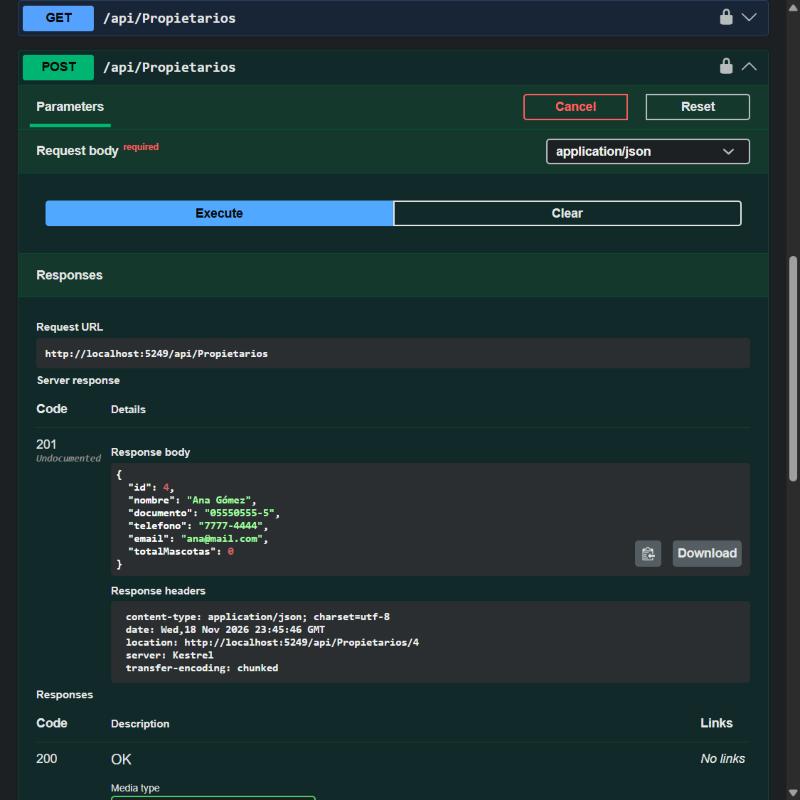 GET /api/Propietarios
POST /api/Propietarios
Parameters Cancel Reset
Request body required application/json
Execute Clear
Responses
Request URL
http://localhost:5249/api/Propietarios
Server response
Code Details
201
Undocumented
Response body
{
"id": 4,
"nombre": "Ana Gómez",
"documento": "05550555-5",
"telefono": "7777-4444",
"email": "ana@mail.com",
"totalMascotas": 0
}
Download
Response headers
content-type: application/json; charset=utf-8
date: Wed,18 Nov 2026 23:45:46 GMT
location: http://localhost:5249/api/Propietarios/4
server: Kestrel
transfer-encoding: chunked
Responses
Code Description Links
200 OK No links
Media type